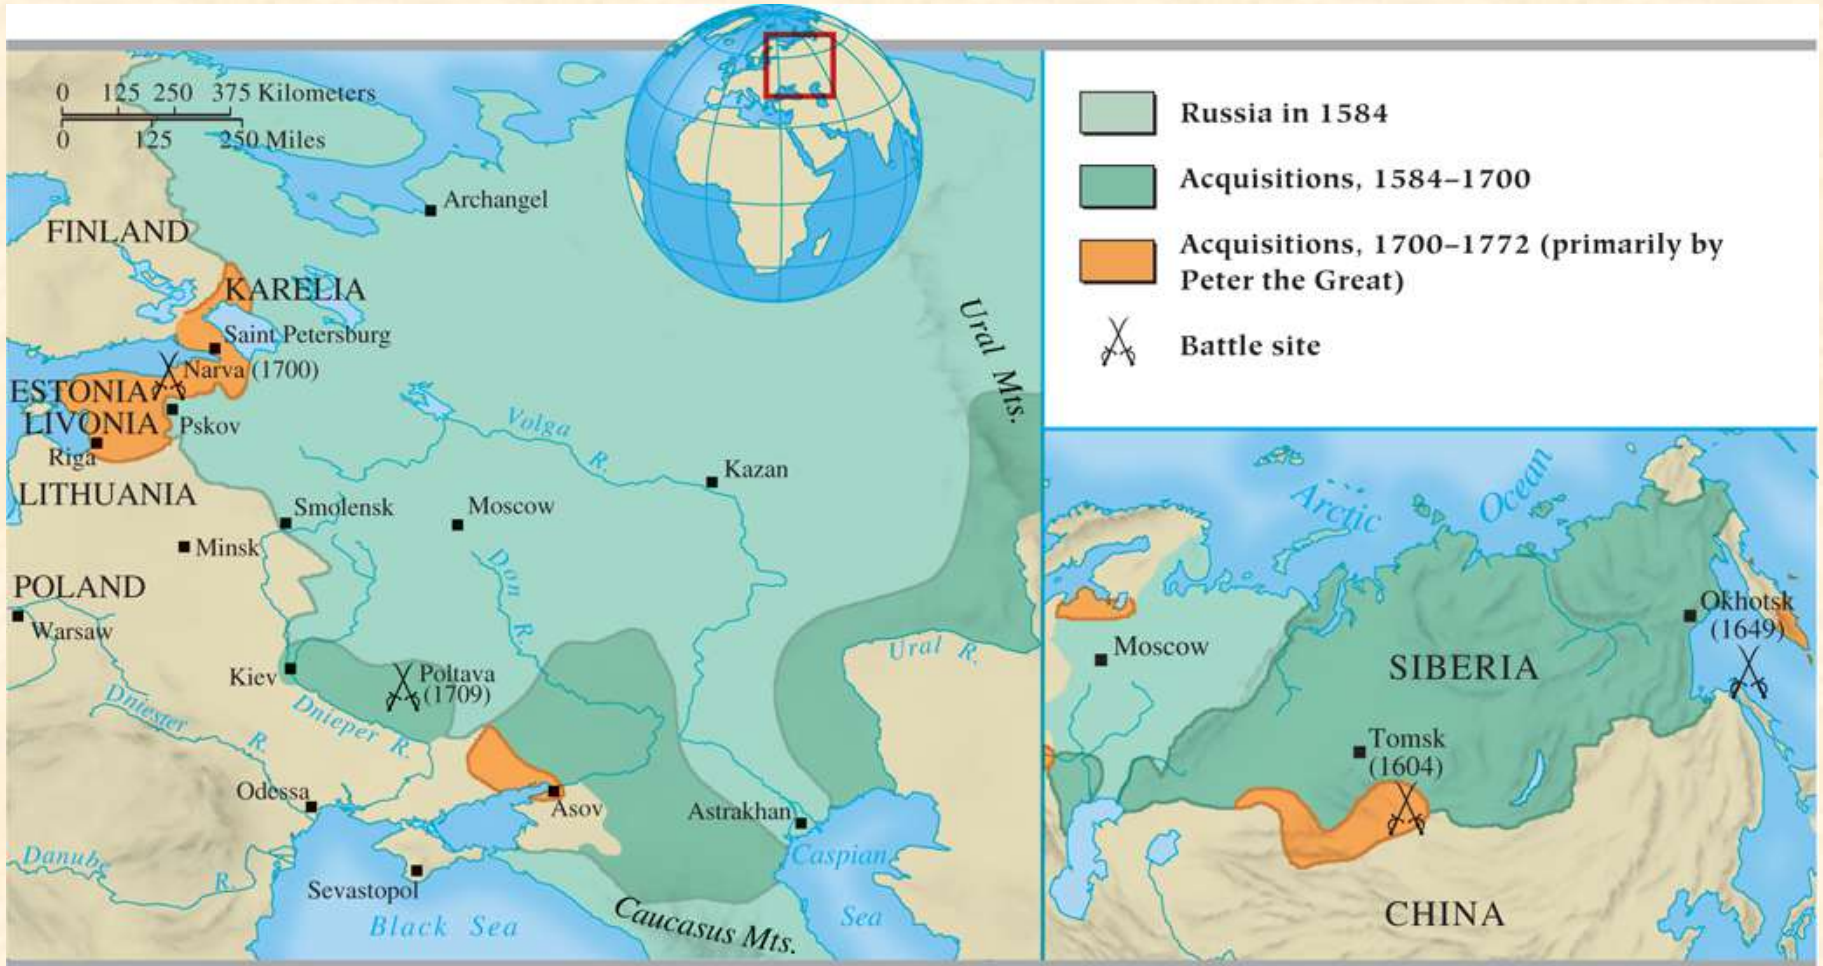 0 125 250 375 Kilometers
0 125 250 Miles
Archangel
FINLAND
KARELIA
Saint Petersburg
Narva (1700)
ESTONIA
LIVONIA
Pskov
Riga
LITHUANIA
Smolensk
Moscow
Minsk
POLAND
Warsaw
Kiev
Poltava
(1709)
Volga
R.
Kazan
Don
R.
Ural Mts.
Ural R.
Dniester
R.
Dnieper R.
Odessa
Asov
Astrakhan
Danube
R.
Sevastopol
Black Sea
Caucasus Mts.
Caspian
Sea
Russia in 1584
Acquisitions, 1584–1700
Acquisitions, 1700–1772 (primarily by
Peter the Great)
Battle site
Arctic
Ocean
Moscow
SIBERIA
Okhotsk
(1649)
Tomsk
(1604)
CHINA